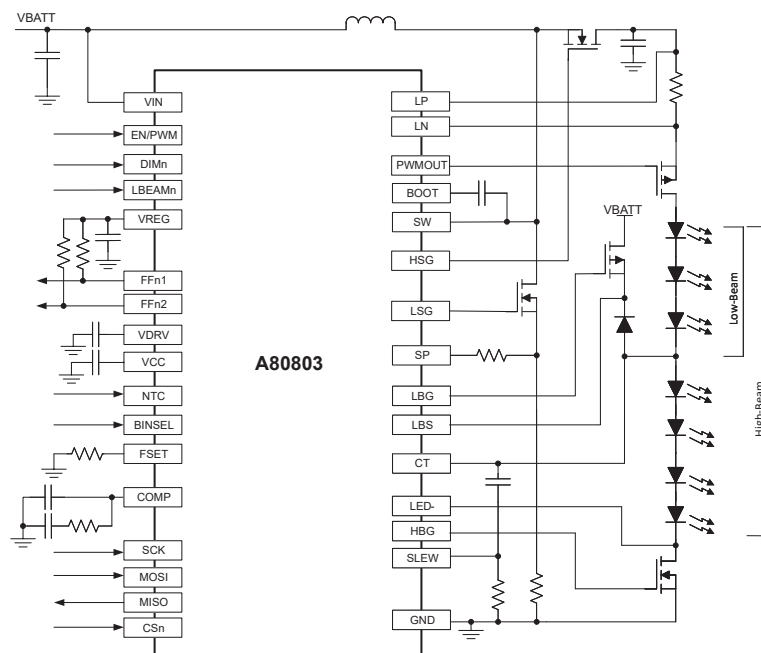 VBATT
VIN
EN/PWM
DIMn
LBEAMn
VREG
FFn1
FFn2
VDRV
VCC
NTC
BINSEL
FSET
COMP
SCK
MOSI
MISO
CSn
A80803
LP
LN
PWMOUT
BOOT
SW
HSG
LSG
SP
LBG
LBS
CT
LED-
HBG
SLEW
GND
VBATT
Low-Beam
High-Beam